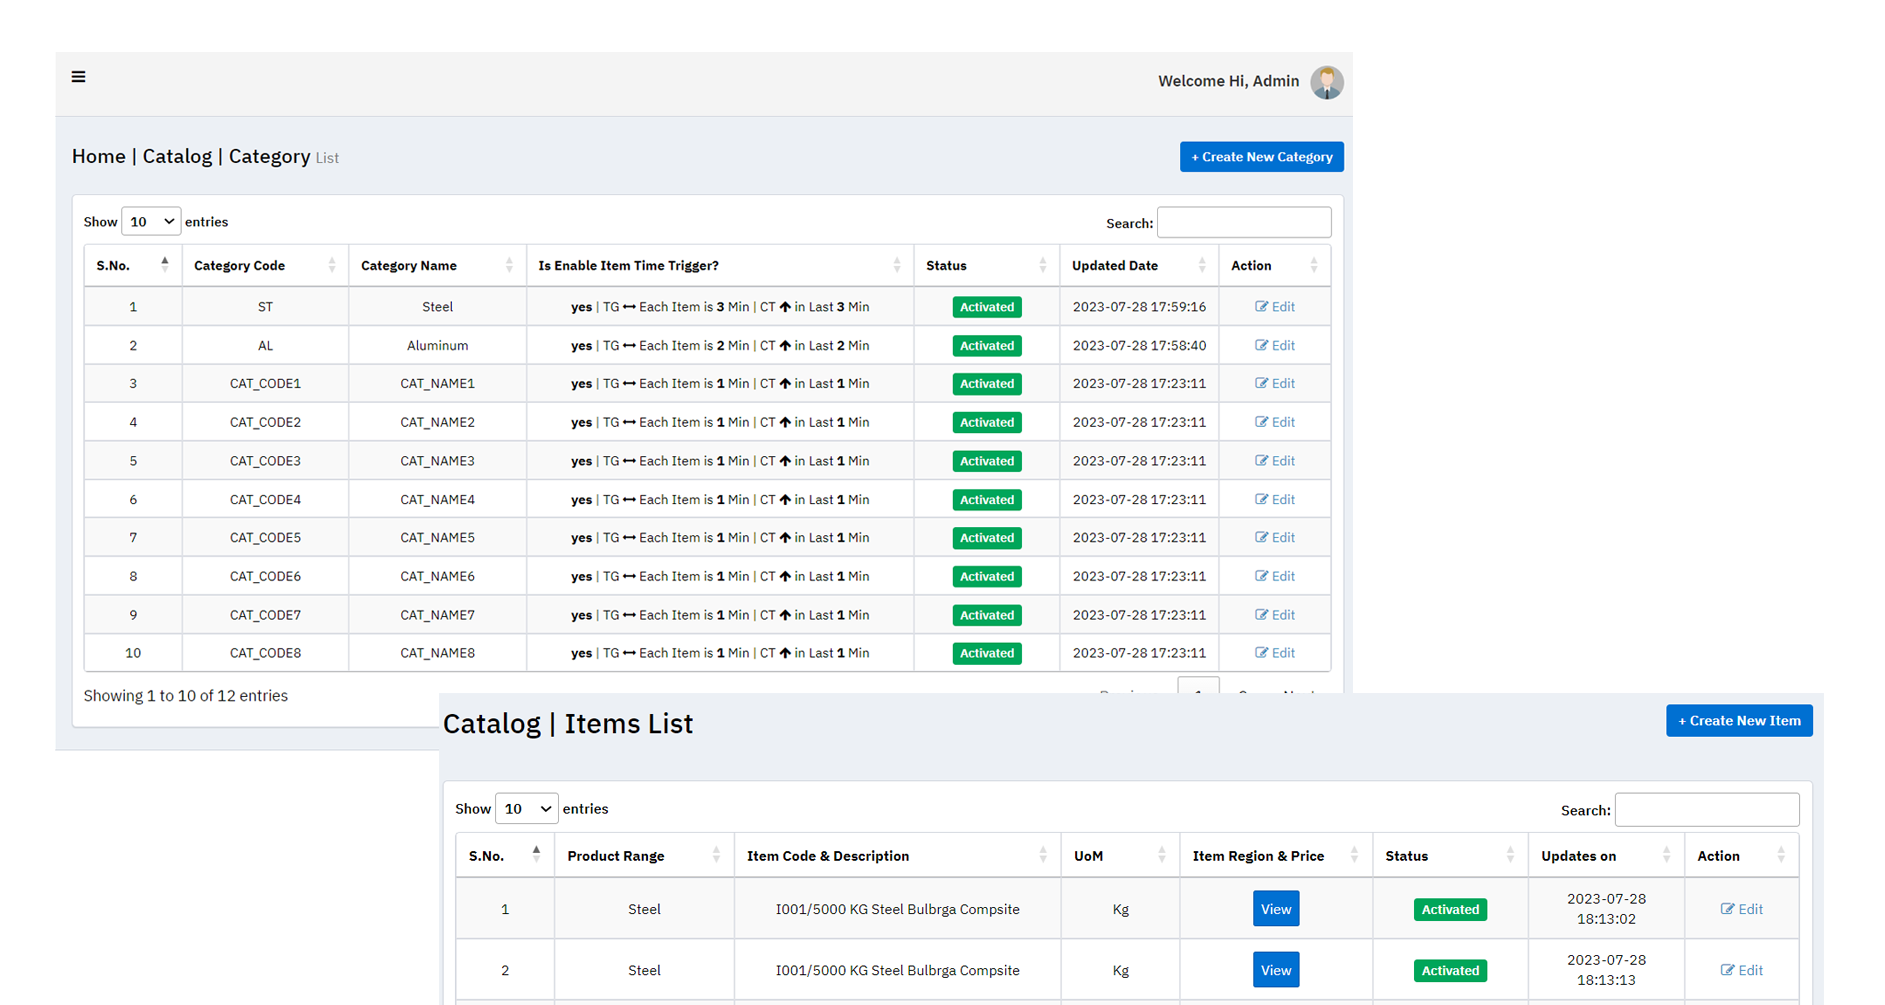 Welcome Hi, Admin
Home | Catalog | Category List
+ Create New Category
Show 10 entries
Search:
S.No. Category Code Category Name Is Enable Item Time Trigger? Status Updated Date Action
1 ST Steel yes | TG ↔ Each Item is 3 Min | CT ↑ in Last 3 Min Activated 2023-07-28 17:59:16 Edit
2 AL Aluminum yes | TG ↔ Each Item is 2 Min | CT ↑ in Last 2 Min Activated 2023-07-28 17:58:40 Edit
3 CAT_CODE1 CAT_NAME1 yes | TG ↔ Each Item is 1 Min | CT ↑ in Last 1 Min Activated 2023-07-28 17:23:11 Edit
4 CAT_CODE2 CAT_NAME2 yes | TG ↔ Each Item is 1 Min | CT ↑ in Last 1 Min Activated 2023-07-28 17:23:11 Edit
5 CAT_CODE3 CAT_NAME3 yes | TG ↔ Each Item is 1 Min | CT ↑ in Last 1 Min Activated 2023-07-28 17:23:11 Edit
6 CAT_CODE4 CAT_NAME4 yes | TG ↔ Each Item is 1 Min | CT ↑ in Last 1 Min Activated 2023-07-28 17:23:11 Edit
7 CAT_CODE5 CAT_NAME5 yes | TG ↔ Each Item is 1 Min | CT ↑ in Last 1 Min Activated 2023-07-28 17:23:11 Edit
8 CAT_CODE6 CAT_NAME6 yes | TG ↔ Each Item is 1 Min | CT ↑ in Last 1 Min Activated 2023-07-28 17:23:11 Edit
9 CAT_CODE7 CAT_NAME7 yes | TG ↔ Each Item is 1 Min | CT ↑ in Last 1 Min Activated 2023-07-28 17:23:11 Edit
10 CAT_CODE8 CAT_NAME8 yes | TG ↔ Each Item is 1 Min | CT ↑ in Last 1 Min Activated 2023-07-28 17:23:11 Edit
Showing 1 to 10 of 12 entries
Catalog | Items List
+ Create New Item
Show 10 entries
Search:
S.No. Product Range Item Code & Description UoM Item Region & Price Status Updates on Action
1 Steel I001/5000 KG Steel Bulbrga Compsite Kg View Activated 2023-07-28
18:13:02 Edit
2 Steel I001/5000 KG Steel Bulbrga Compsite Kg View Activated 2023-07-28
18:13:13 Edit